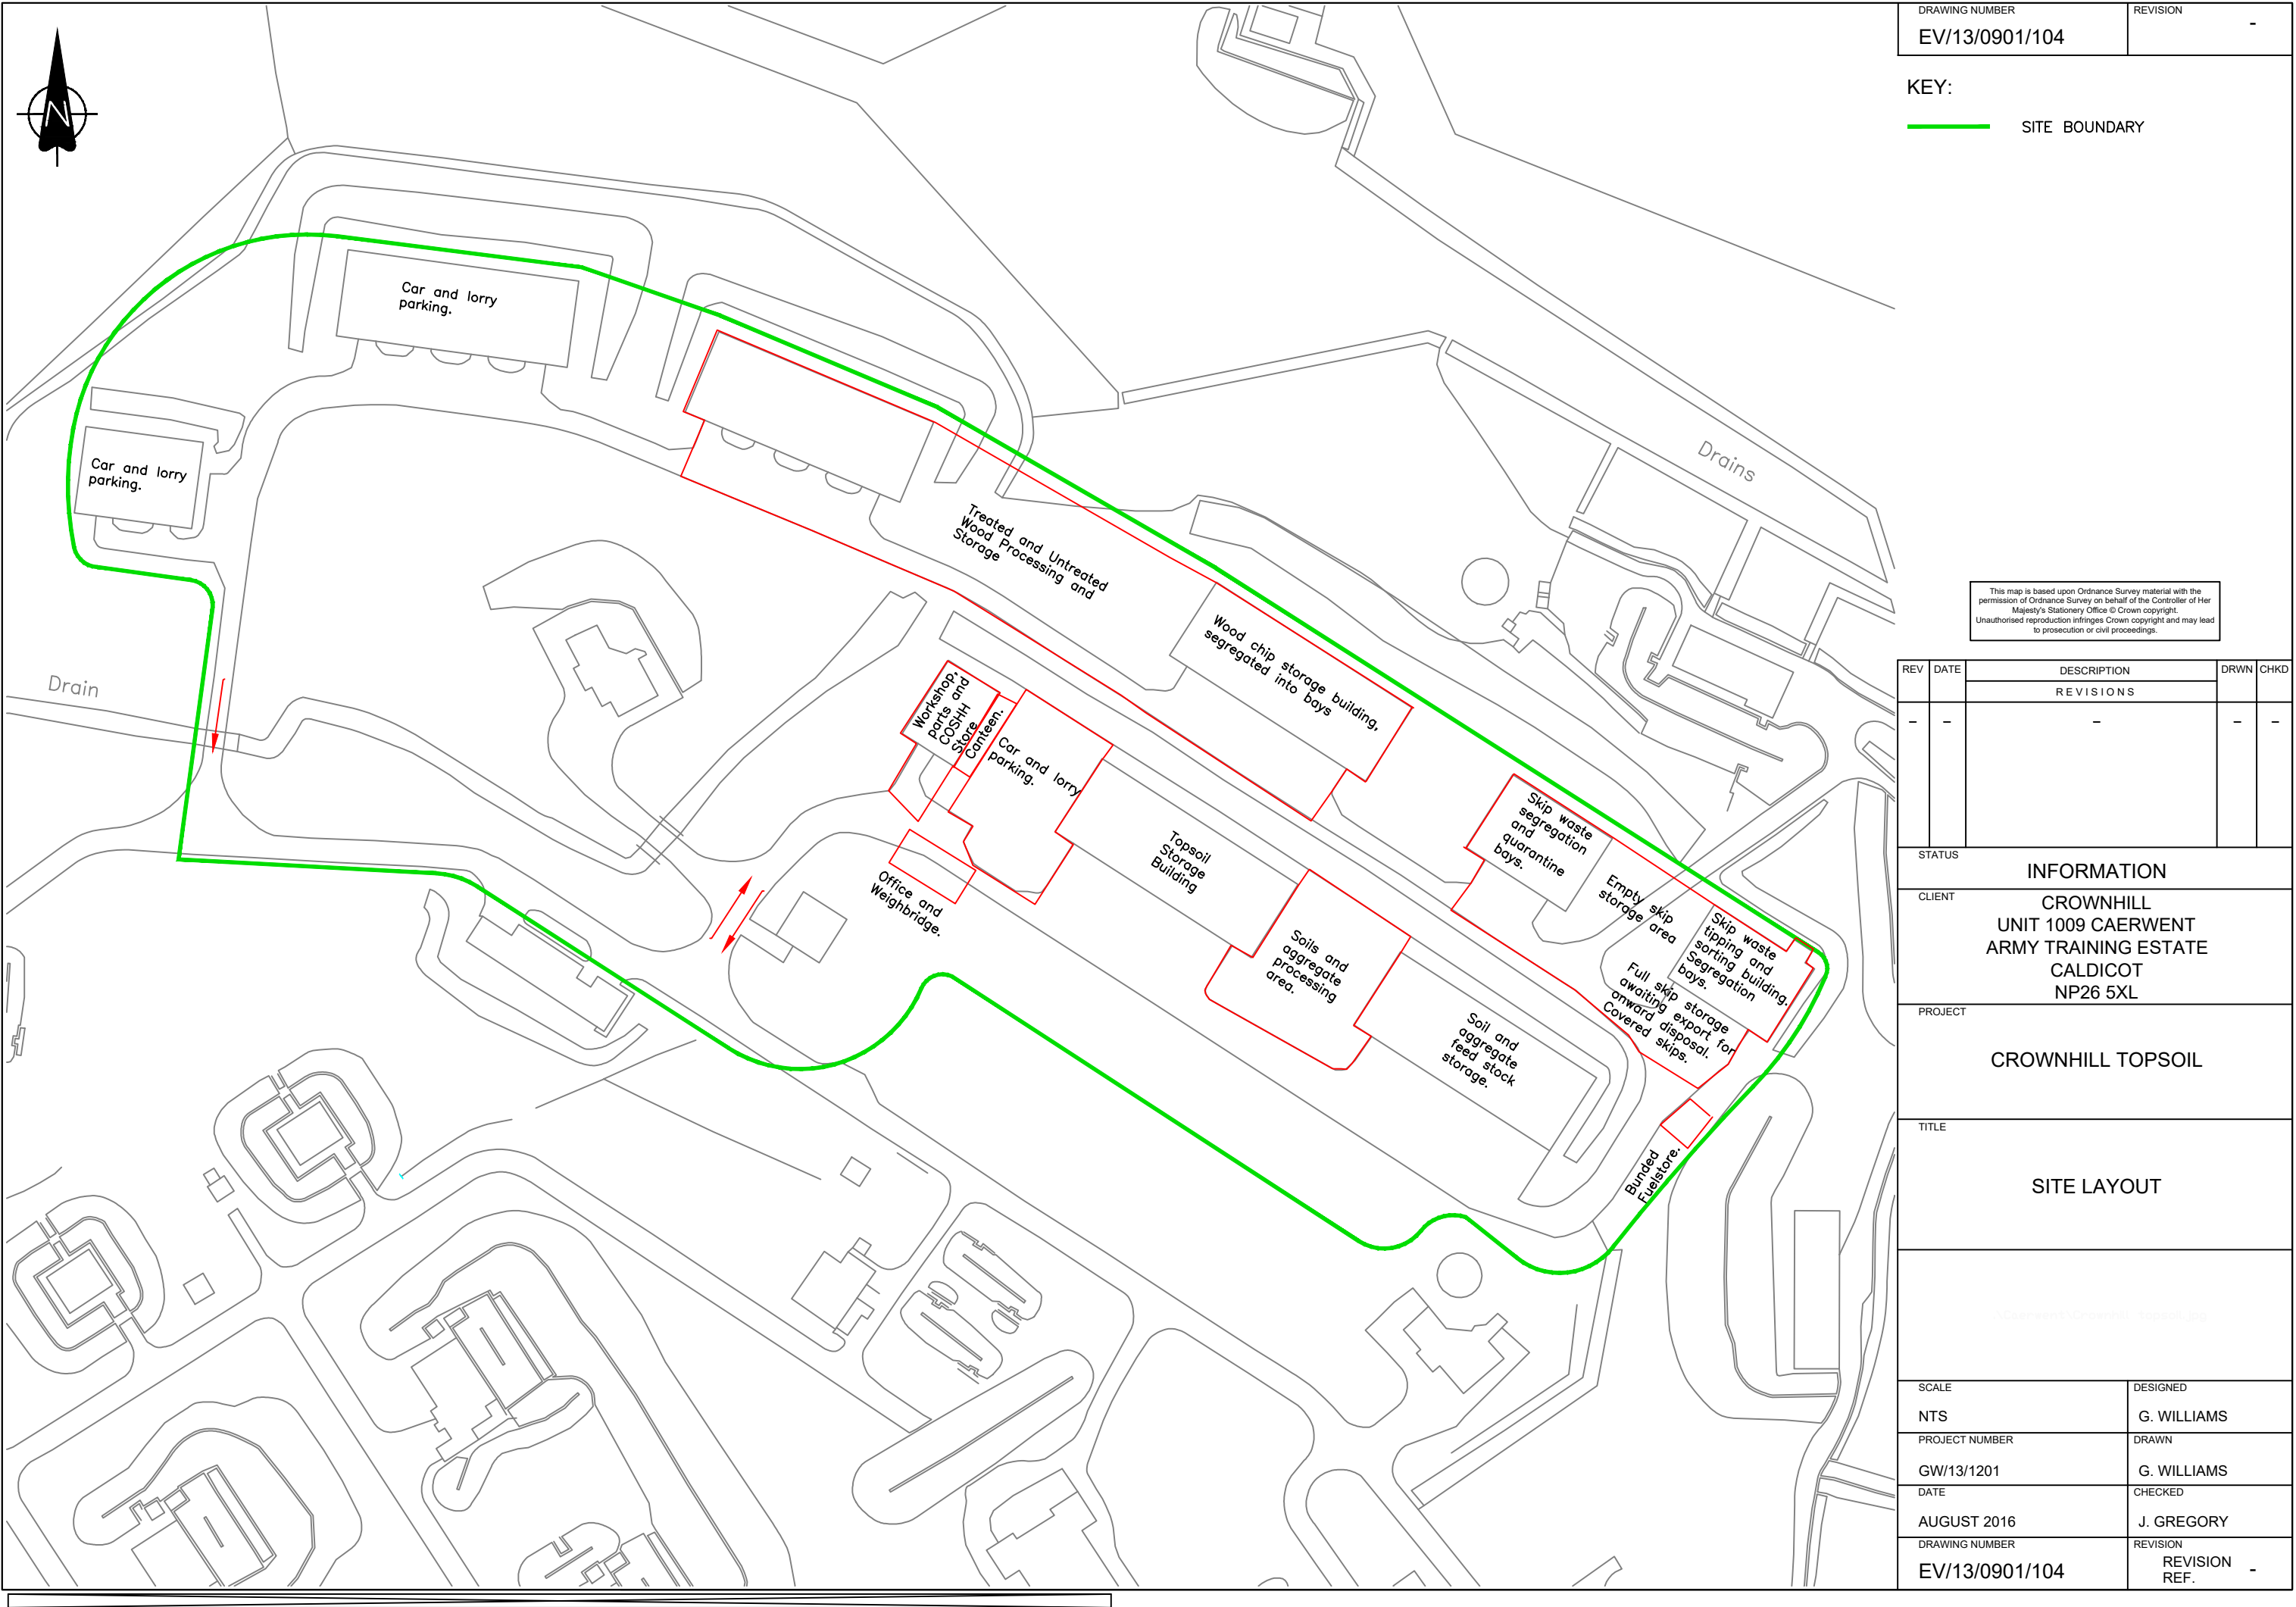 DRAWING NUMBER
EV/13/0901/104
REVISION
-
KEY:
SITE BOUNDARY
N
Car and lorry
parking.
Car and lorry
parking.
Drains
Treated and Untreated
Wood Processing and
Storage
Wood chip storage building,
segregated into bays
Drain
Workshop,
parts and
COSHH
Store
Canteen.
Car and lorry
parking.
Topsoil
Storage
Building
Office and
Weighbridge.
Skip waste
segregation
and
quarantine
bays.
Empty skip
storage area
Skip waste
tipping and
sorting building.
Segregation
bays.
Full skip storage
awaiting export for
onward disposal.
Covered skips.
Soils and
aggregate
processing
area.
Soil and
aggregate
feed stock
storage.
Bunded
Fuelstore.
This map is based upon Ordnance Survey material with the
permission of Ordnance Survey on behalf of the Controller of Her
Majesty's Stationery Office © Crown copyright.
Unauthorised reproduction infringes Crown copyright and may lead
to prosecution or civil proceedings.
REV DATE DESCRIPTION DRWN CHKD
REVISIONS
- - - - -
STATUS
INFORMATION
CLIENT
CROWNHILL
UNIT 1009 CAERWENT
ARMY TRAINING ESTATE
CALDICOT
NP26 5XL
PROJECT
CROWNHILL TOPSOIL
TITLE
SITE LAYOUT
SCALE
NTS
DESIGNED
G. WILLIAMS
PROJECT NUMBER
GW/13/1201
DRAWN
G. WILLIAMS
DATE
AUGUST 2016
CHECKED
J. GREGORY
DRAWING NUMBER
EV/13/0901/104
REVISION
REVISION
REF. -